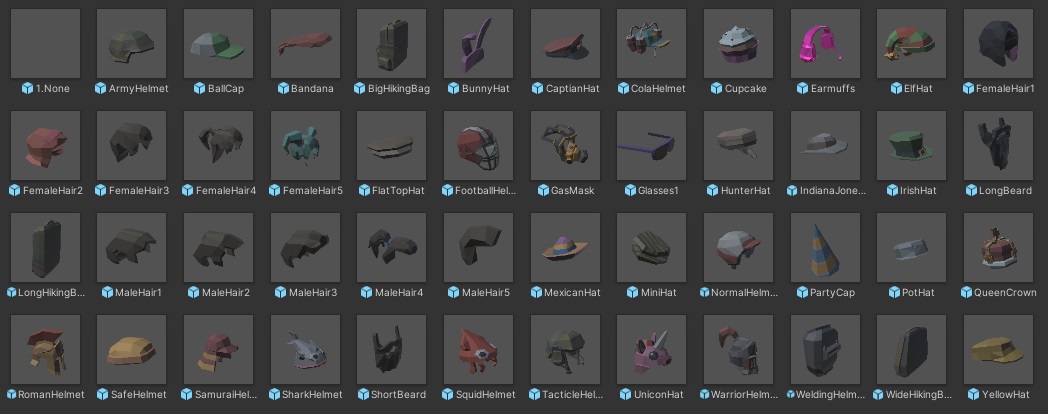 1.None ArmyHelmet BallCap Bandana BigHikingBag BunnyHat CaptianHat ColaHelmet Cupcake Earmuffs ElfHat FemaleHair1
FemaleHair2 FemaleHair3 FemaleHair4 FemaleHair5 FlatTopHat FootballHel... GasMask Glasses1 HunterHat IndianaJone... IrishHat LongBeard
LongHikingB... MaleHair1 MaleHair2 MaleHair3 MaleHair4 MaleHair5 MexicanHat MiniHat NormalHelm... PartyCap PotHat QueenCrown
RomanHelmet SafeHelmet SamuraiHel... SharkHelmet ShortBeard SquidHelmet TacticleHel... UniconHat WarriorHelm... WeldingHelm... WideHikingB... YellowHat